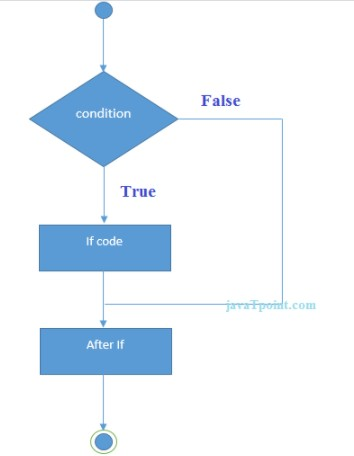 condition
False
True
If code
javaTpoint.com
After If